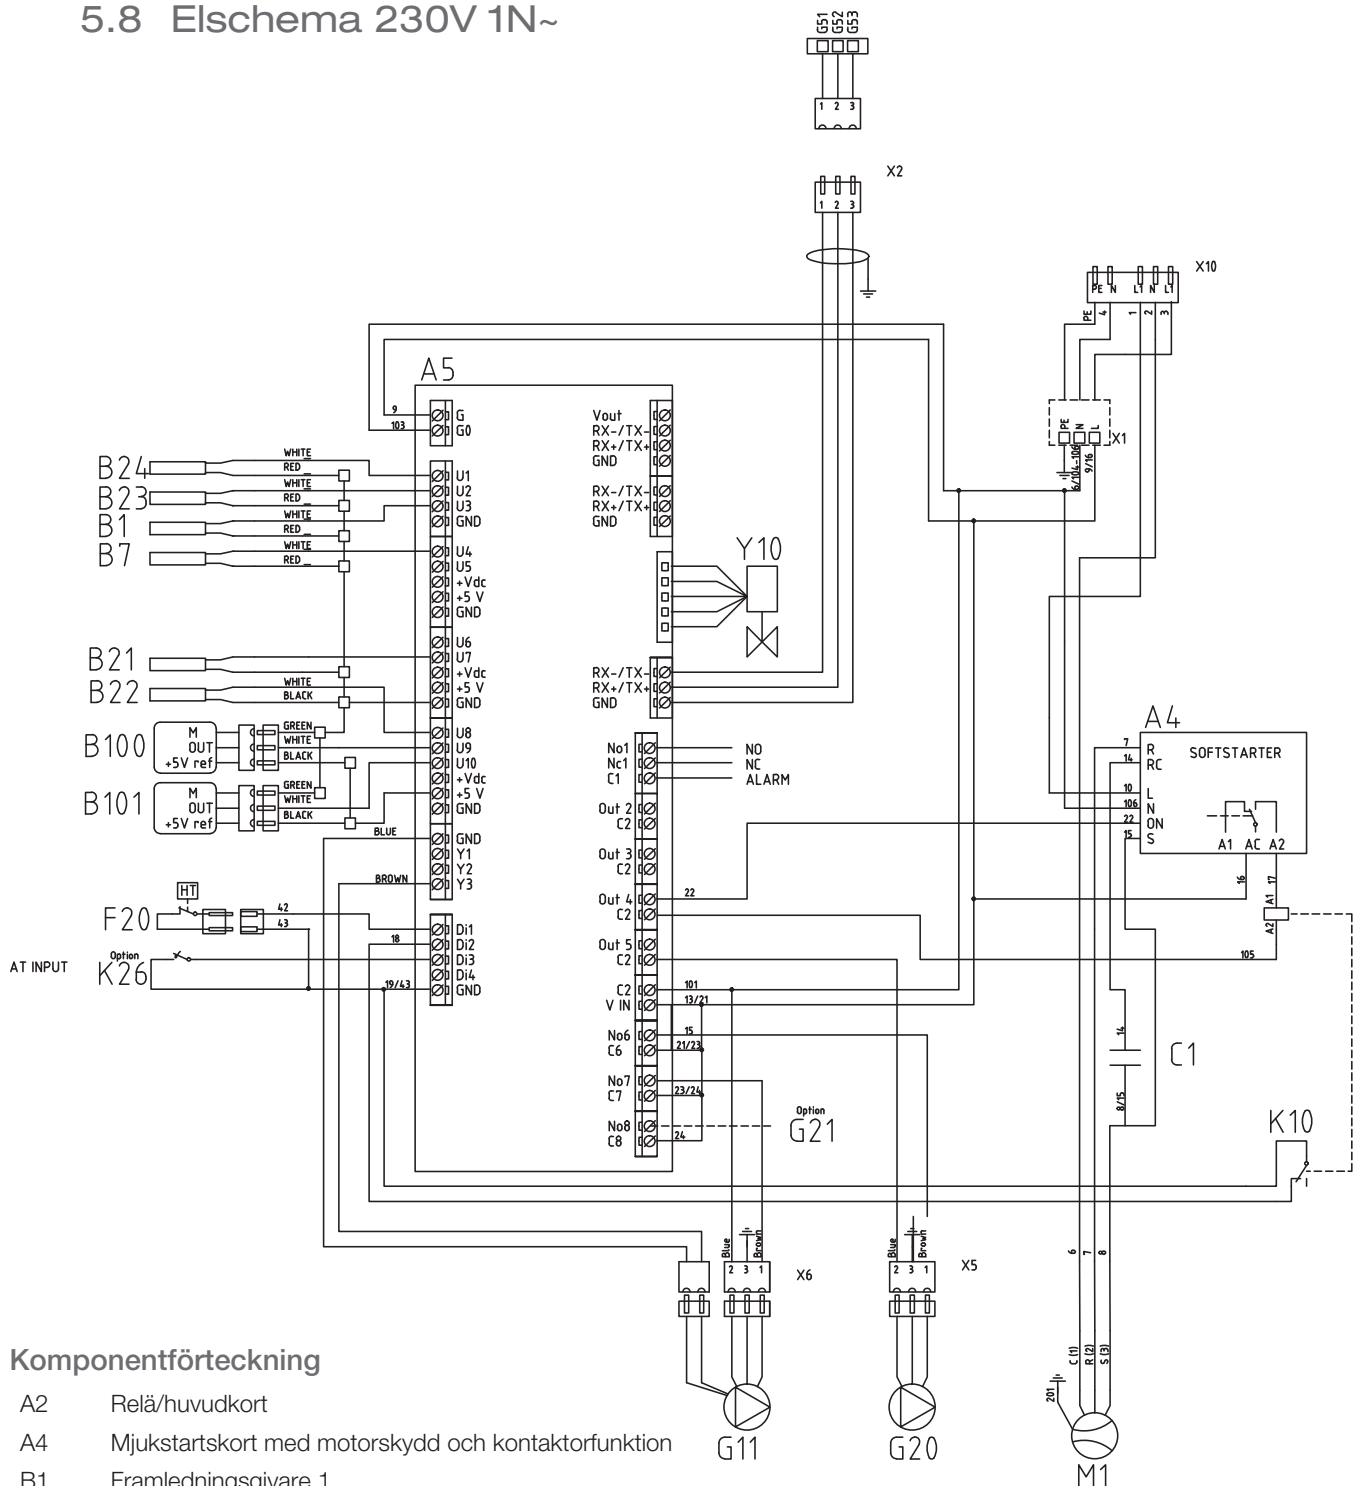 5.8 Elschema 230V 1N~
G51 G52 G53
1 2 3
X2
1 2 3
X10
PE N L1 N L1
PE 4 1 2 3
A5
9 G
103 G0
Vout
RX-/TX-
RX+/TX+
GND
PE N L
X1
6/104-106
9/16
B24
WHITE
RED
B23
WHITE
RED
B1
WHITE
RED
B7
WHITE
RED
U1
U2
U3
GND
RX-/TX-
RX+/TX+
GND
U4
U5
+Vdc
+5 V
GND
Y10
B21
B22
WHITE
BLACK
U6
U7
+Vdc
+5 V
GND
RX-/TX-
RX+/TX+
GND
B100
M
OUT
+5V ref
GREEN
WHITE
BLACK
B101
M
OUT
+5V ref
GREEN
WHITE
BLACK
U8
U9
U10
+Vdc
+5 V
GND
No1 NO
Nc1 NC
C1 ALARM
Out 2
C2
A4
SOFTSTARTER
7 R
14 RC
10 L
106 N
22 ON
15 S
A1 AC A2
16
17
A1
A2
105
BLUE
BROWN
GND
Y1
Y2
Y3
Out 3
C2
Out 4 22
C2
Out 5
C2
HT
F20
42
43
AT INPUT
Option
K26
18
19/43
Di1
Di2
Di3
Di4
GND
C2 101
V IN 13/21
No6 15
C6 21/23
No7
C7 23/24
No8
C8 24
Option
G21
14
C1
8/15
K10
Blue
Brown
2 3 1
X6
Blue
Brown
2 3 1
X5
6
7
8
C (1)
R (2)
S (3)
201
G11
G20
M1
Komponentförteckning
A2 Relä/huvudkort
A4 Mjukstartskort med motorskydd och kontaktorfunktion
B1 Framledningsgivare 1